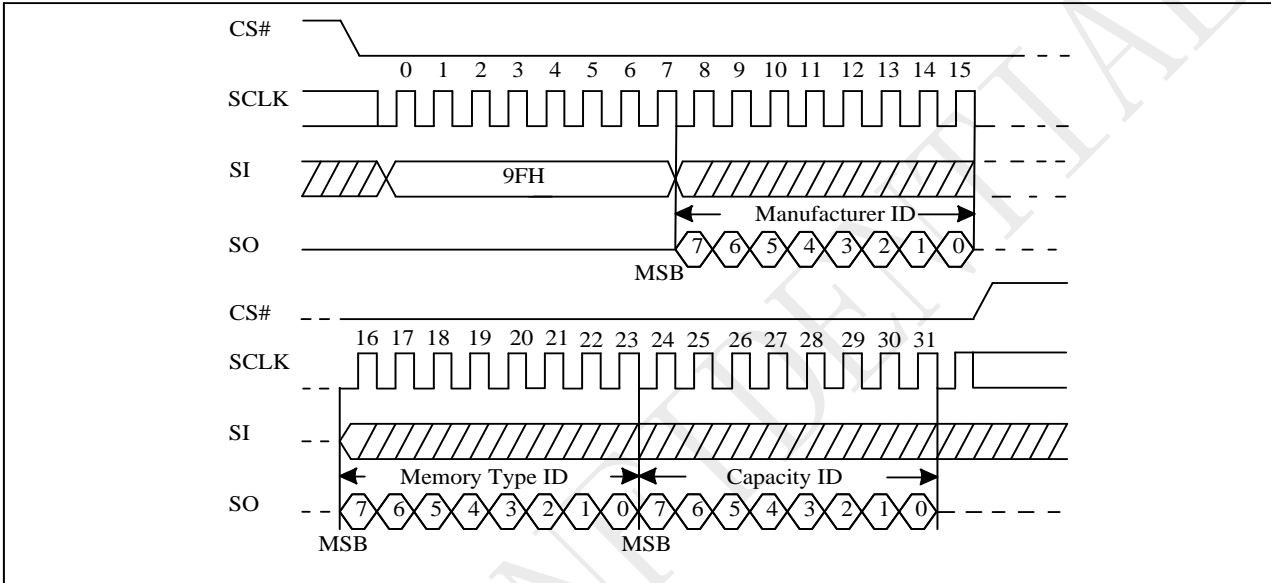 CS#
0 1 2 3 4 5 6 7 8 9 10 11 12 13 14 15
SCLK
SI
9FH
Manufacturer ID
SO
7 6 5 4 3 2 1 0
MSB
CS#
16 17 18 19 20 21 22 23 24 25 26 27 28 29 30 31
SCLK
SI
Memory Type ID Capacity ID
SO
7 6 5 4 3 2 1 0 7 6 5 4 3 2 1 0
MSB MSB